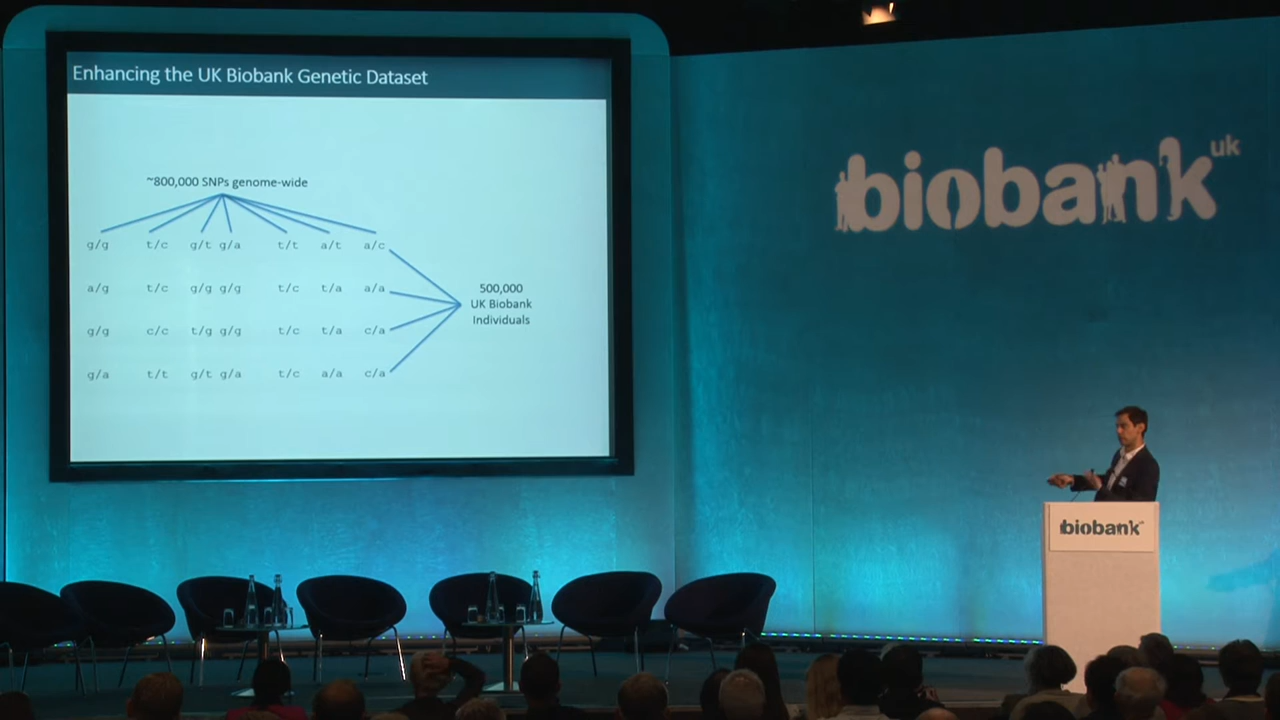 Enhancing the UK Biobank Genetic Dataset
~800,000 SNPs genome-wide
g/g t/c g/t g/a t/t a/t a/c
a/g t/c g/g g/g t/c t/a a/a
g/g c/c t/g g/g t/c t/a c/a
g/a t/t g/t g/a t/c a/a c/a
500,000
UK Biobank
Individuals
biobank uk
biobank